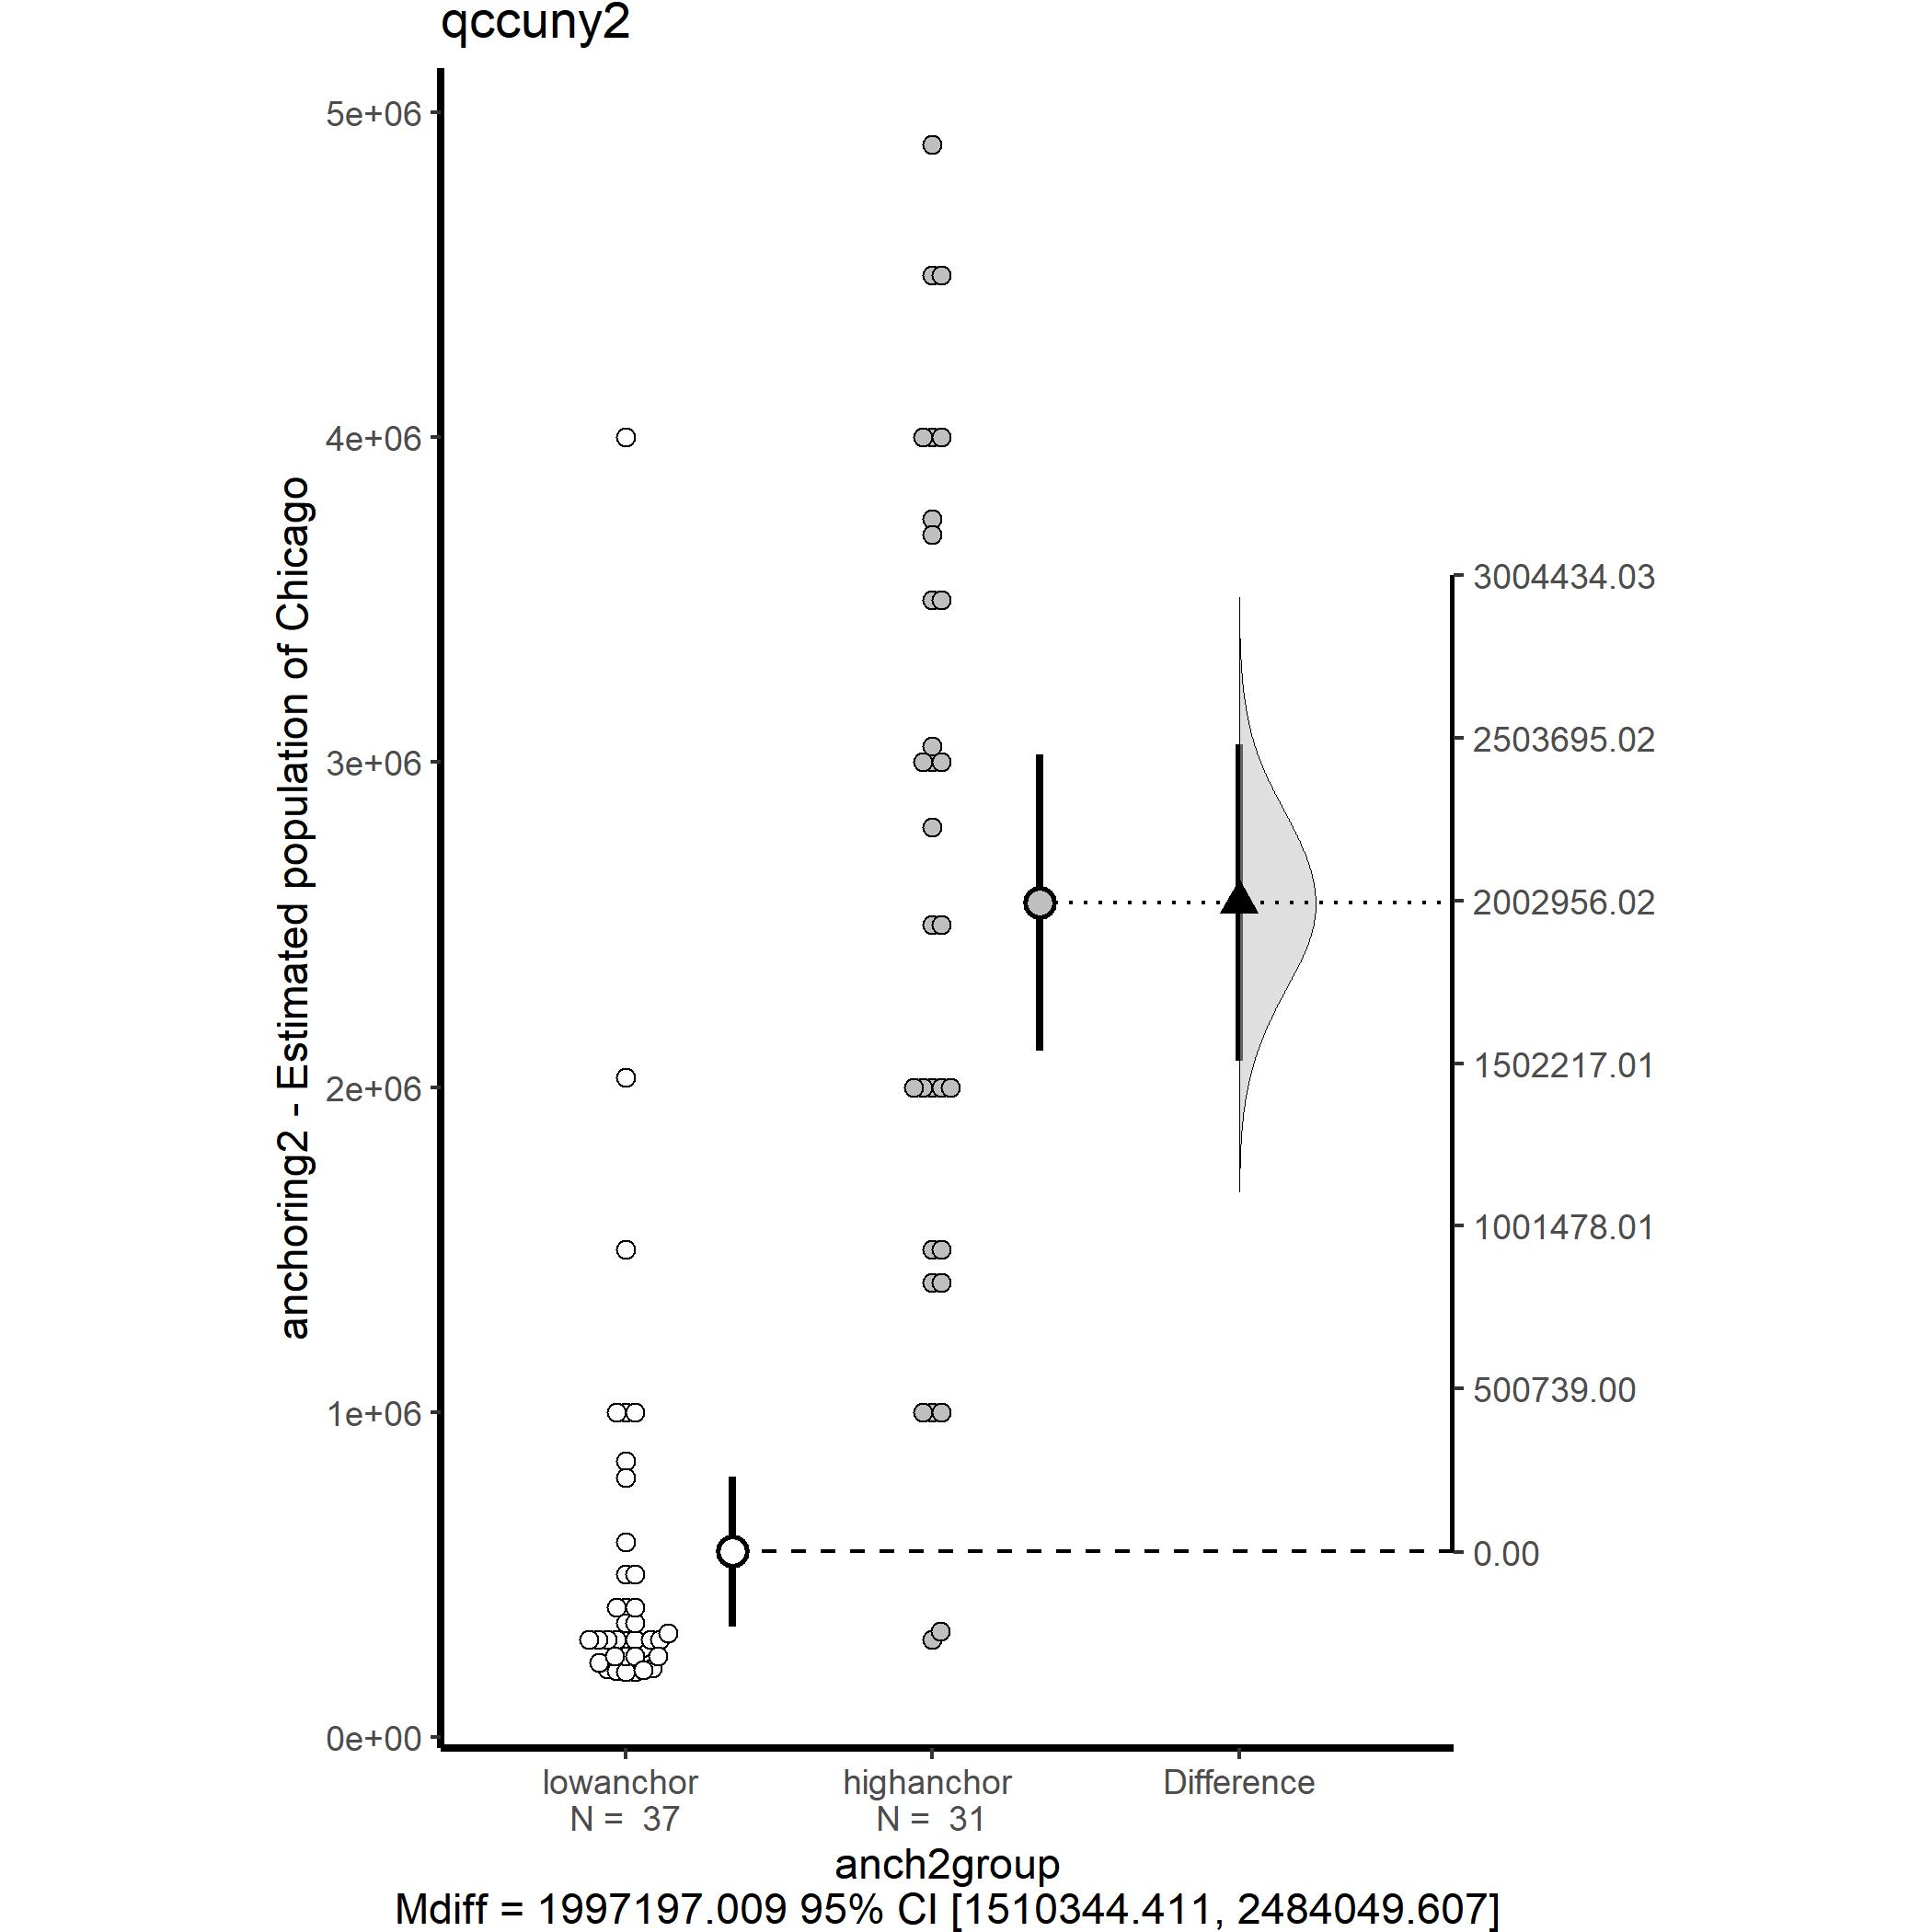 qccuny2
anchoring2 - Estimated population of Chicago
5e+06
4e+06
3e+06
2e+06
1e+06
0e+00
3004434.03
2503695.02
2002956.02
1502217.01
1001478.01
500739.00
0.00
lowanchor
N =  37
highanchor
N =  31
Difference
anch2group
Mdiff = 1997197.009 95% CI [1510344.411, 2484049.607]